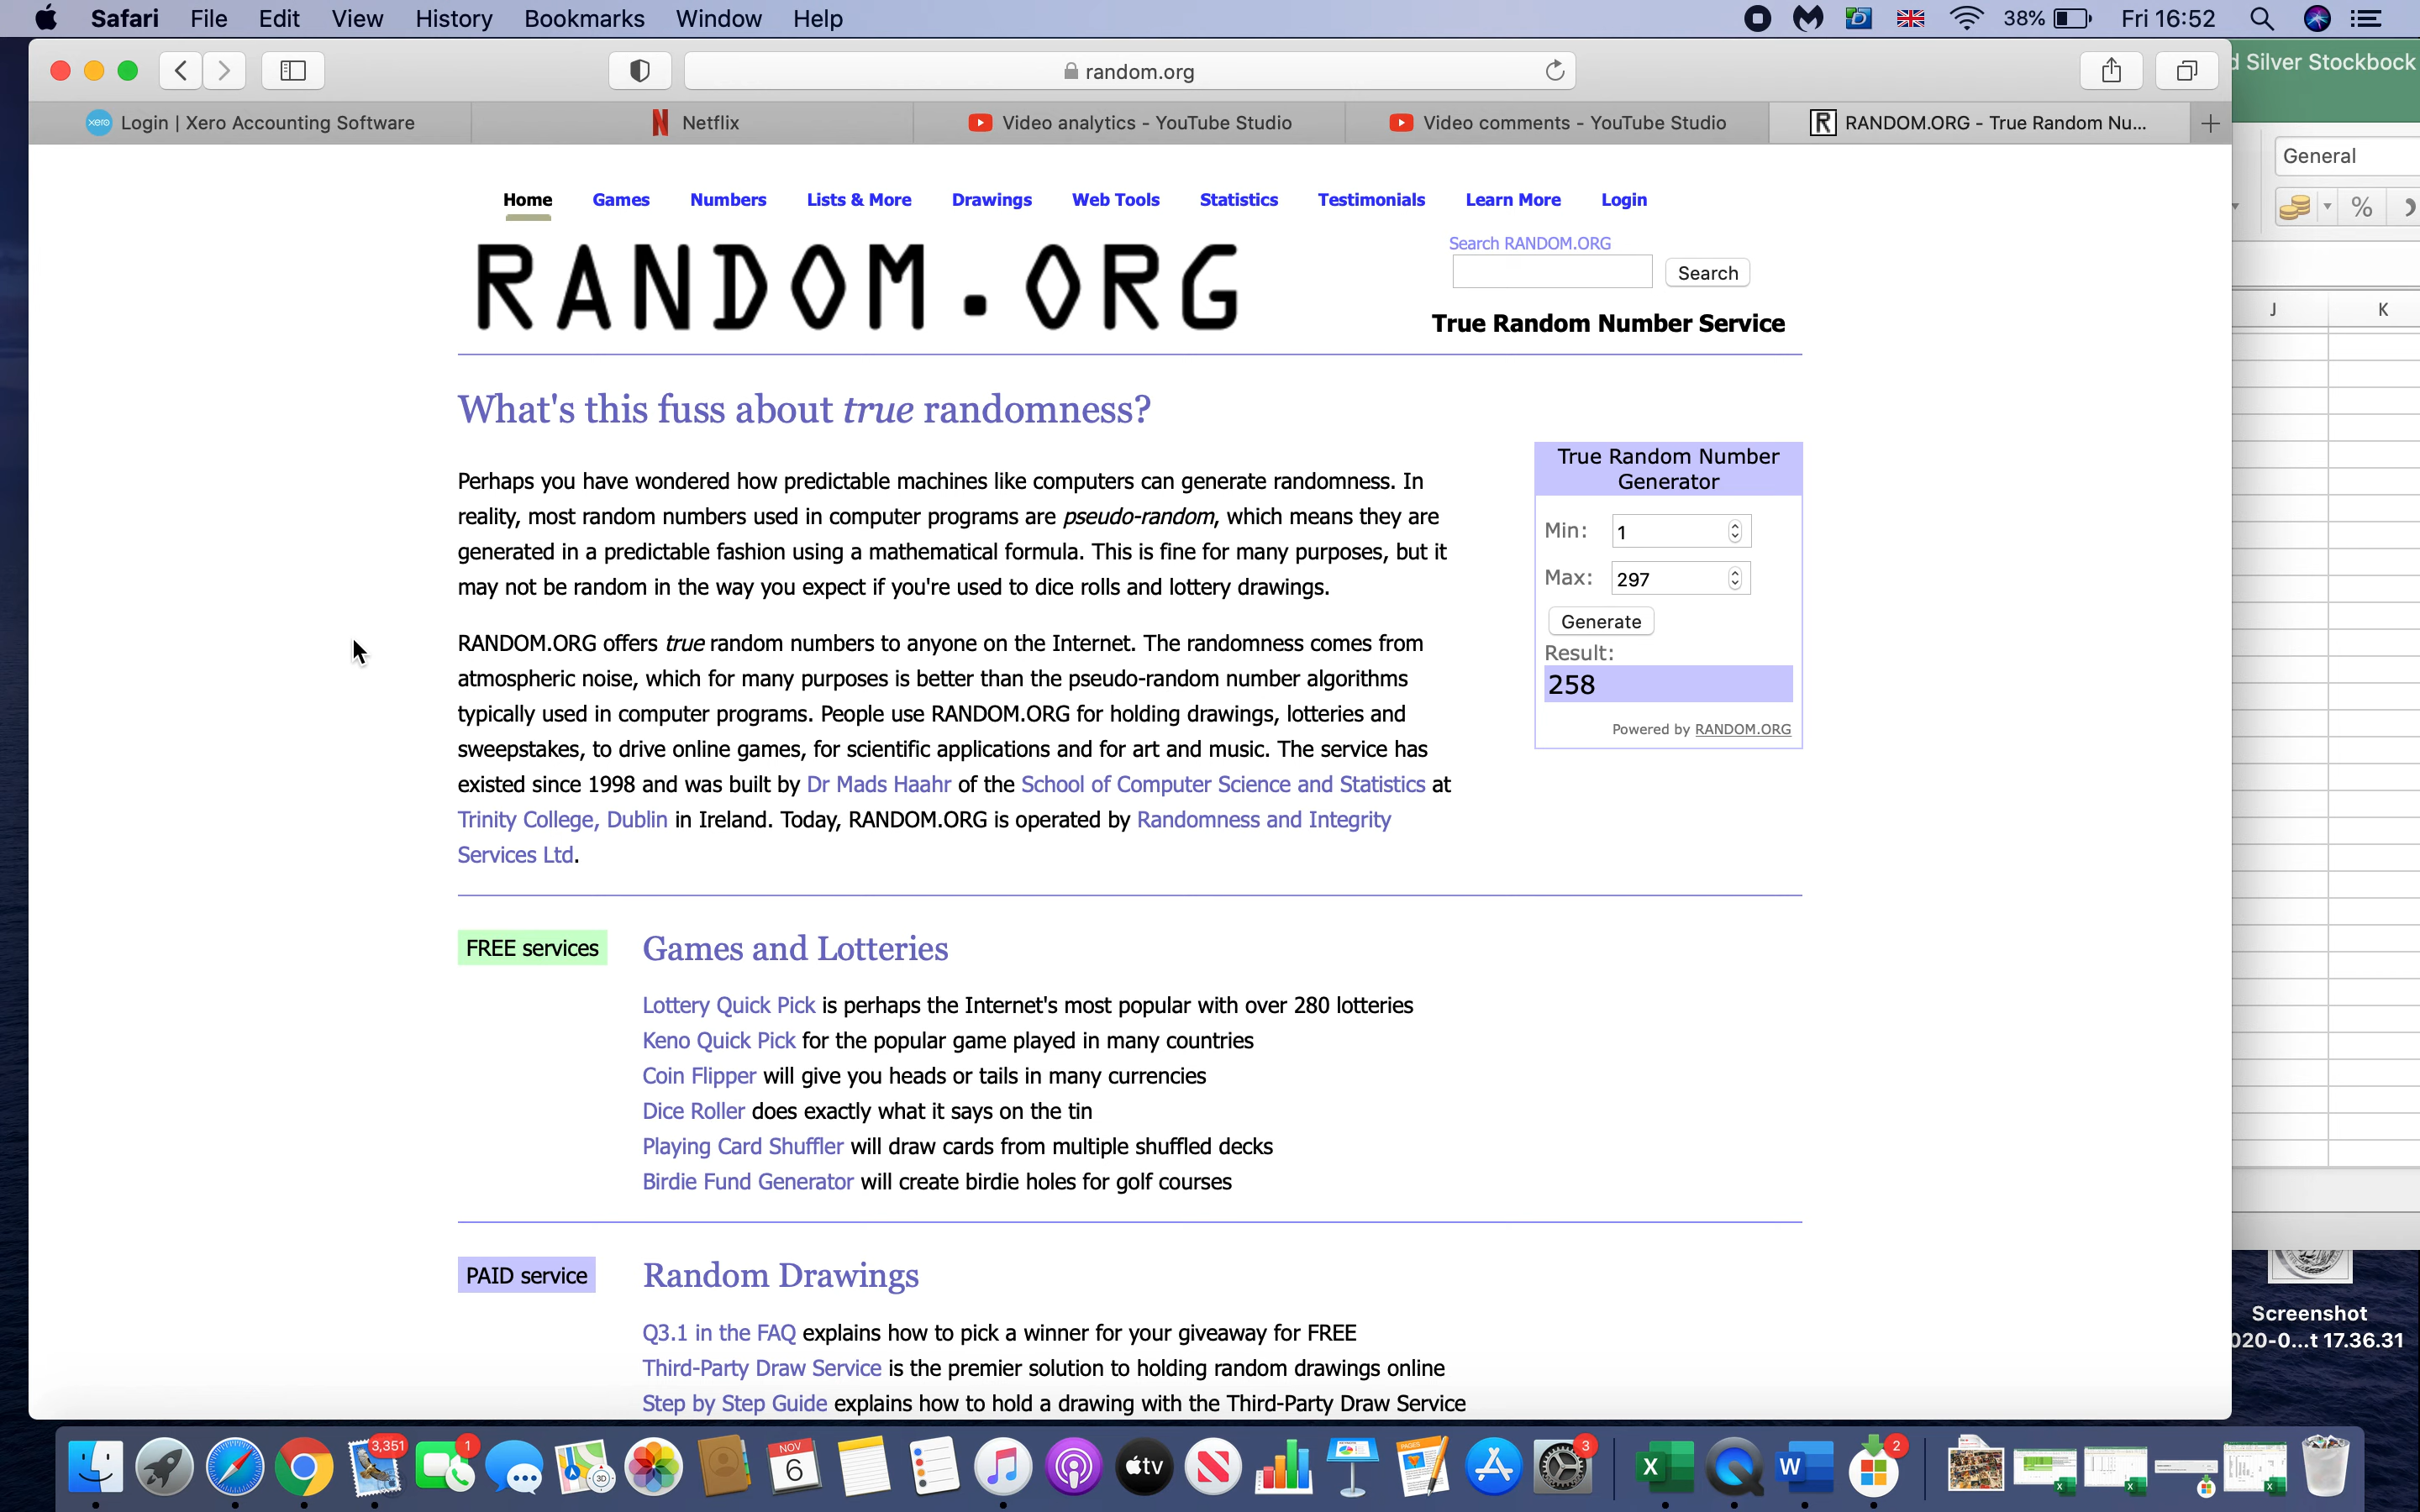 Safari File Edit View History Bookmarks Window Help 38% Fri 16:52
random.org
d Silver Stockbock
xero Login | Xero Accounting Software Netflix Video analytics - YouTube Studio Video comments - YouTube Studio RANDOM.ORG - True Random Nu...
General
%
Home Games Numbers Lists & More Drawings Web Tools Statistics Testimonials Learn More Login
RANDOM.ORG
Search RANDOM.ORG
Search
True Random Number Service
J K
What's this fuss about true randomness?
Perhaps you have wondered how predictable machines like computers can generate randomness. In
reality, most random numbers used in computer programs are pseudo-random, which means they are
generated in a predictable fashion using a mathematical formula. This is fine for many purposes, but it
may not be random in the way you expect if you're used to dice rolls and lottery drawings.
RANDOM.ORG offers true random numbers to anyone on the Internet. The randomness comes from
atmospheric noise, which for many purposes is better than the pseudo-random number algorithms
typically used in computer programs. People use RANDOM.ORG for holding drawings, lotteries and
sweepstakes, to drive online games, for scientific applications and for art and music. The service has
existed since 1998 and was built by Dr Mads Haahr of the School of Computer Science and Statistics at
Trinity College, Dublin in Ireland. Today, RANDOM.ORG is operated by Randomness and Integrity
Services Ltd.
True Random Number
Generator
Min: 1
Max: 297
Generate
Result:
258
Powered by RANDOM.ORG
FREE services Games and Lotteries
Lottery Quick Pick is perhaps the Internet's most popular with over 280 lotteries
Keno Quick Pick for the popular game played in many countries
Coin Flipper will give you heads or tails in many currencies
Dice Roller does exactly what it says on the tin
Playing Card Shuffler will draw cards from multiple shuffled decks
Birdie Fund Generator will create birdie holes for golf courses
PAID service Random Drawings
Q3.1 in the FAQ explains how to pick a winner for your giveaway for FREE
Third-Party Draw Service is the premier solution to holding random drawings online
Step by Step Guide explains how to hold a drawing with the Third-Party Draw Service
Screenshot
020-0...t 17.36.31
3,351 1 3D NOV 6 tv PAGES 3 X W 2